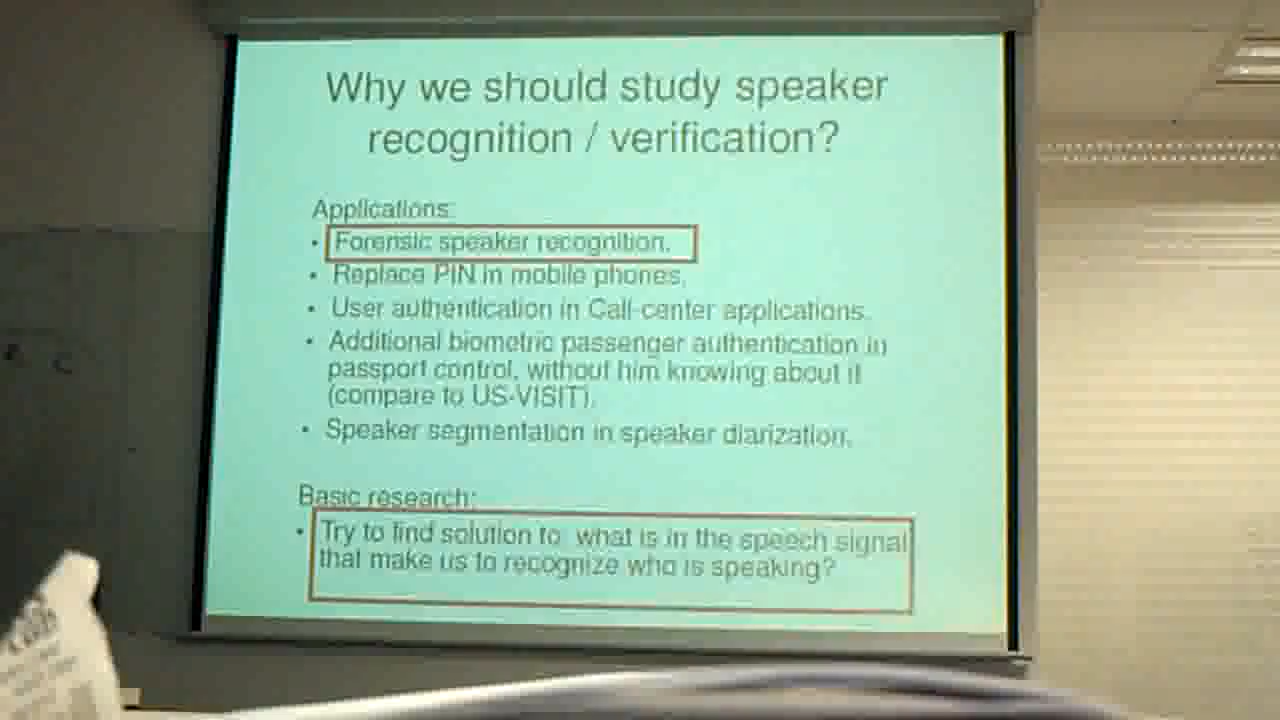 Why we should study speaker
recognition / verification?
Applications:
• Forensic speaker recognition.
• Replace PIN in mobile phones.
• User authentication in Call-center applications.
• Additional biometric passenger authentication in
passport control, without him knowing about it
(compare to US-VISIT).
• Speaker segmentation in speaker diarization.
Basic research:
• Try to find solution to: what is in the speech signal
that make us to recognize who is speaking?